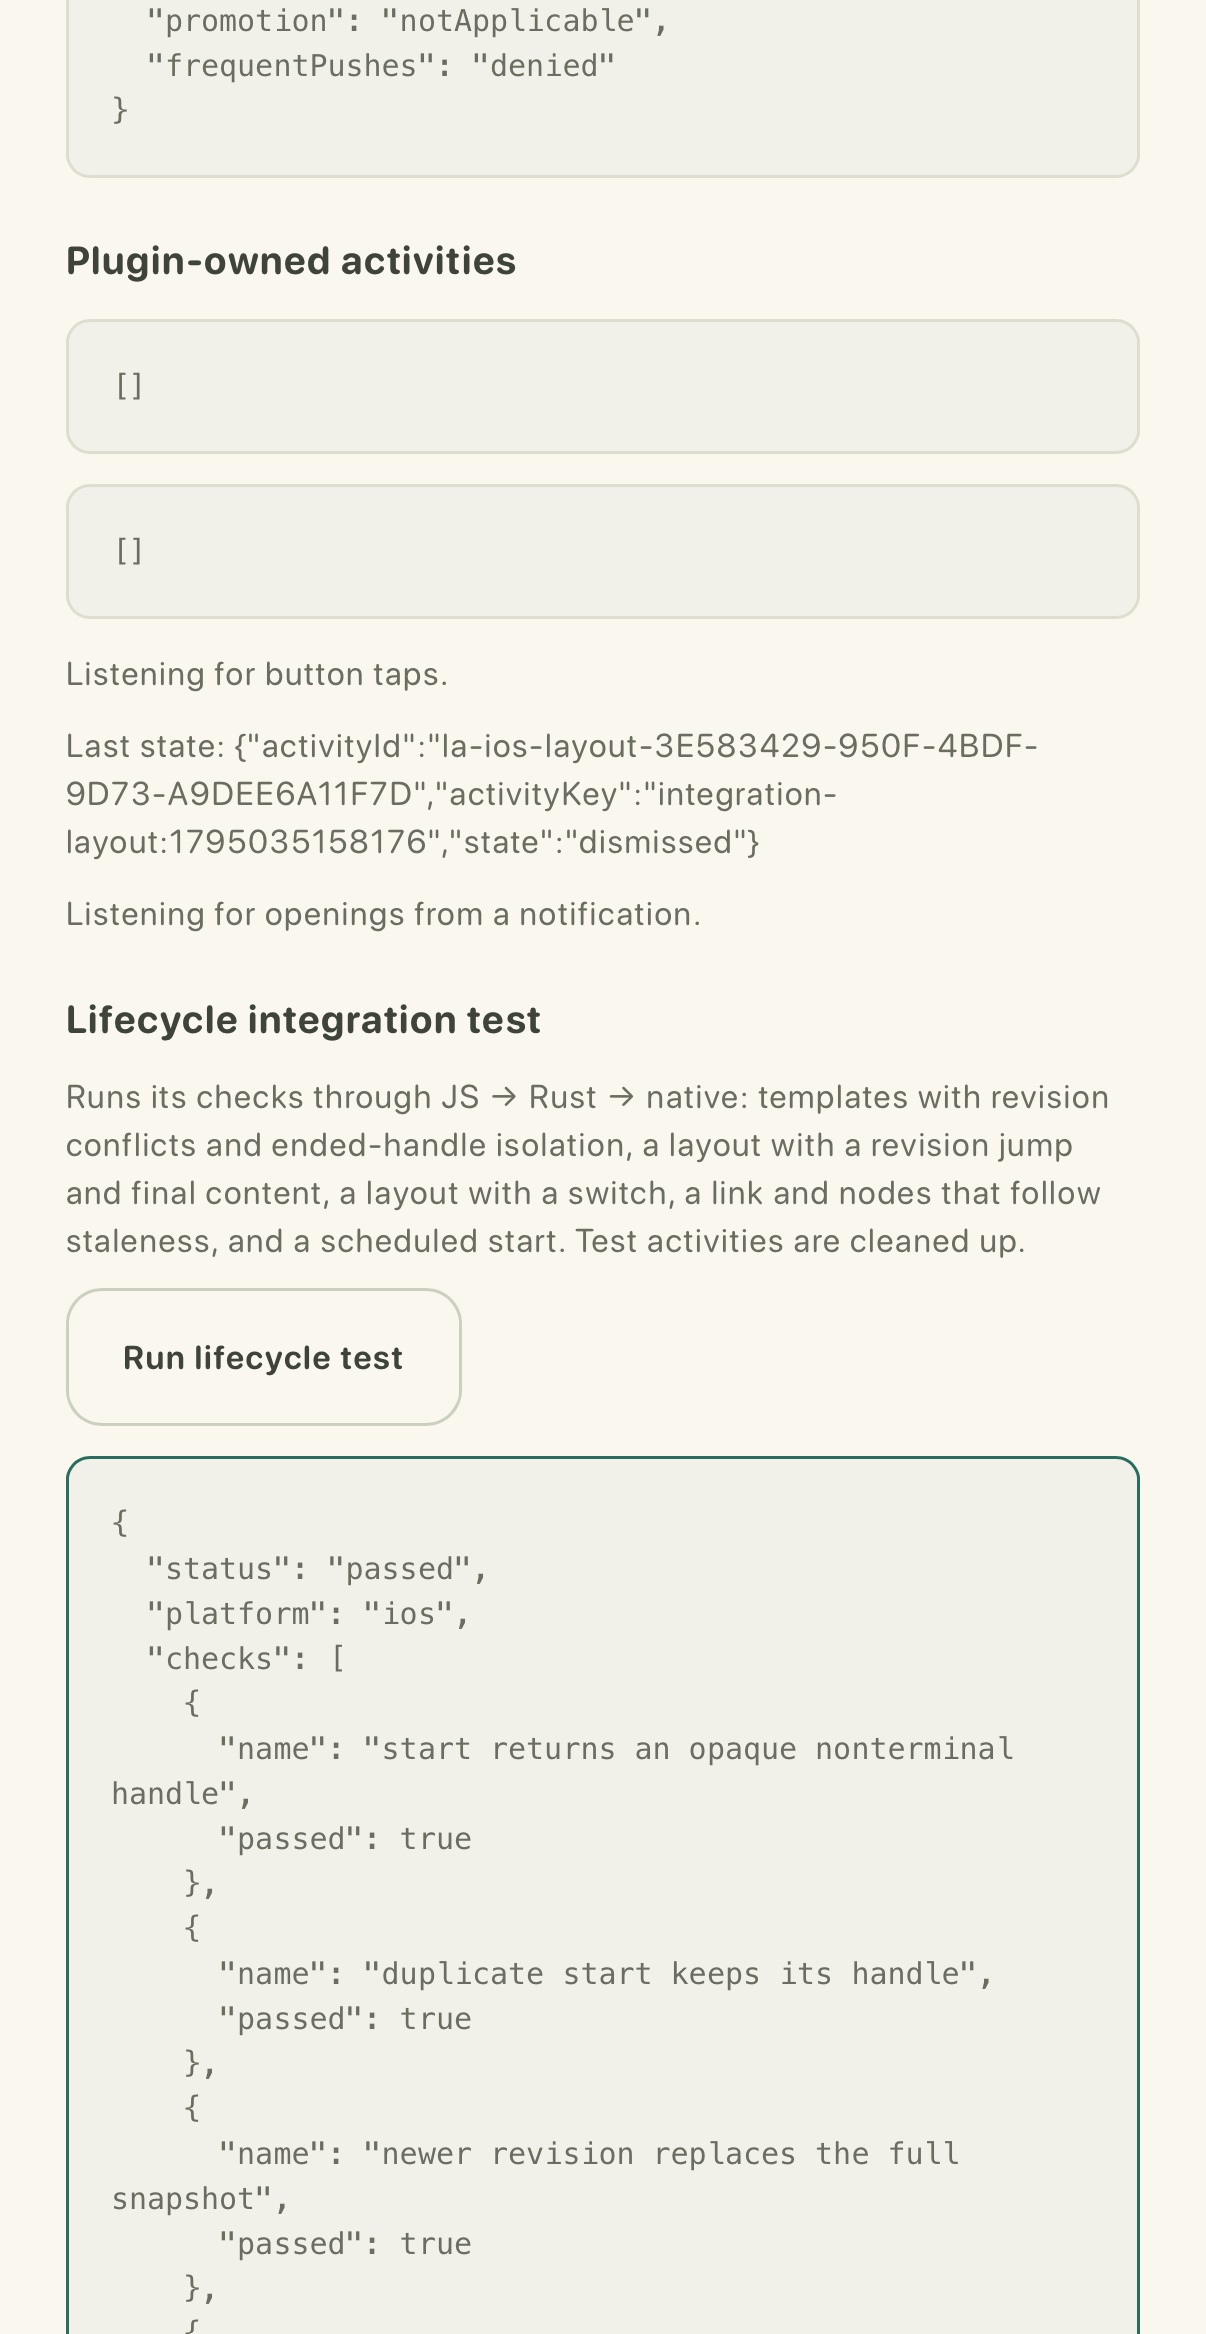 "promotion": "notApplicable",
"frequentPushes": "denied"
}
Plugin-owned activities
[]
[]
Listening for button taps.
Last state: {"activityId":"la-ios-layout-3E583429-950F-4BDF-
9D73-A9DEE6A11F7D","activityKey":"integration-
layout:1795035158176","state":"dismissed"}
Listening for openings from a notification.
Lifecycle integration test
Runs its checks through JS → Rust → native: templates with revision
conflicts and ended-handle isolation, a layout with a revision jump
and final content, a layout with a switch, a link and nodes that follow
staleness, and a scheduled start. Test activities are cleaned up.
Run lifecycle test
{
"status": "passed",
"platform": "ios",
"checks": [
{
"name": "start returns an opaque nonterminal
handle",
"passed": true
},
{
"name": "duplicate start keeps its handle",
"passed": true
},
{
"name": "newer revision replaces the full
snapshot",
"passed": true
},
{